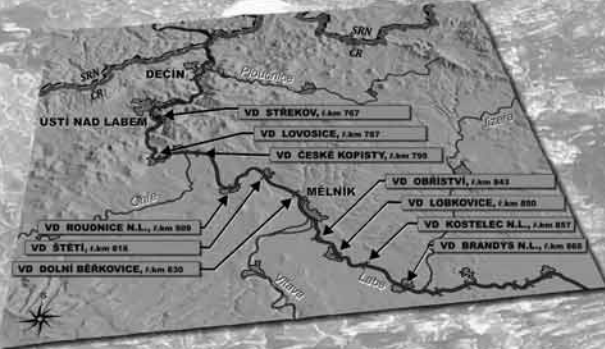 SRN
ČR
SRN
ČR
DĚČÍN
Ploučnice
ÚSTÍ NAD LABEM
VD STŘEKOV, ř.km 767
Jizera
VD LOVOSICE, ř.km 787
VD ČESKÉ KOPISTY, ř.km 795
Ohře
MĚLNÍK
VD OBŘÍSTVÍ, ř.km 843
VD LOBKOVICE, ř.km 850
VD ROUDNICE N.L., ř.km 809
VD KOSTELEC N.L., ř.km 857
VD ŠTĚTÍ, ř.km 818
VD BRANDÝS N.L., ř.km 865
VD DOLNÍ BĚŘKOVICE, ř.km 830
Vltava
Labe